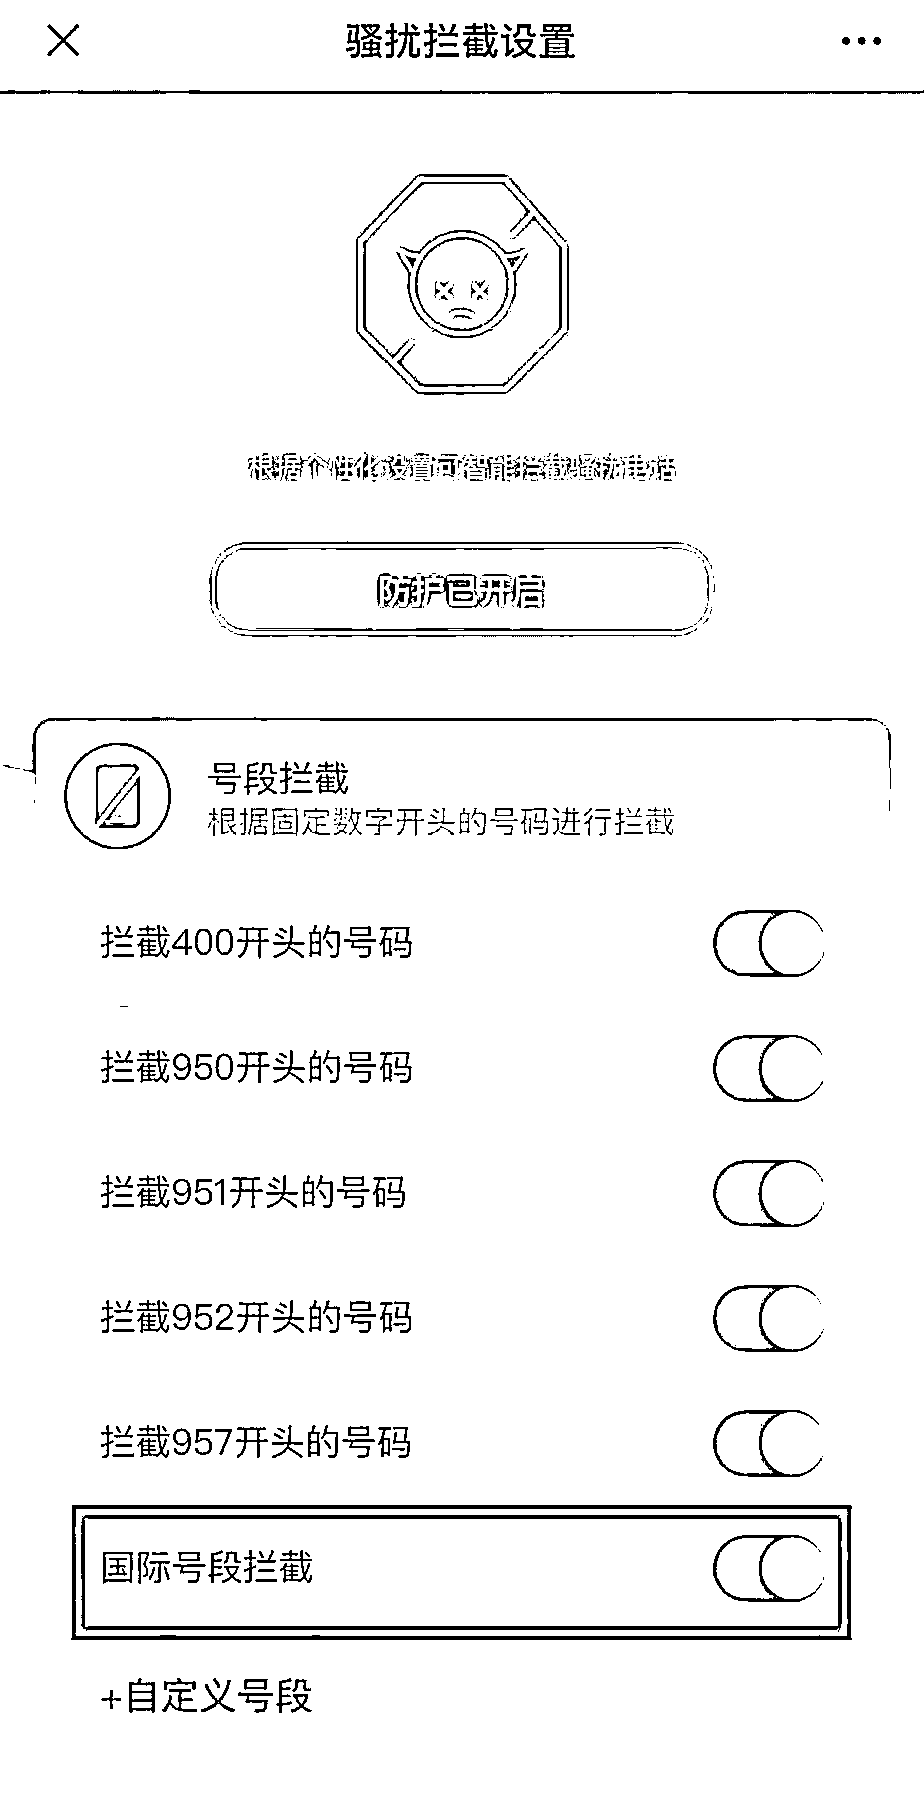 骚扰拦截设置
根据个性化设置可智能拦截骚扰电话
防护已开启
号段拦截
根据固定数字开头的号码进行拦截
拦截400开头的号码
拦截950开头的号码
拦截951开头的号码
拦截952开头的号码
拦截957开头的号码
国际号段拦截
+自定义号段